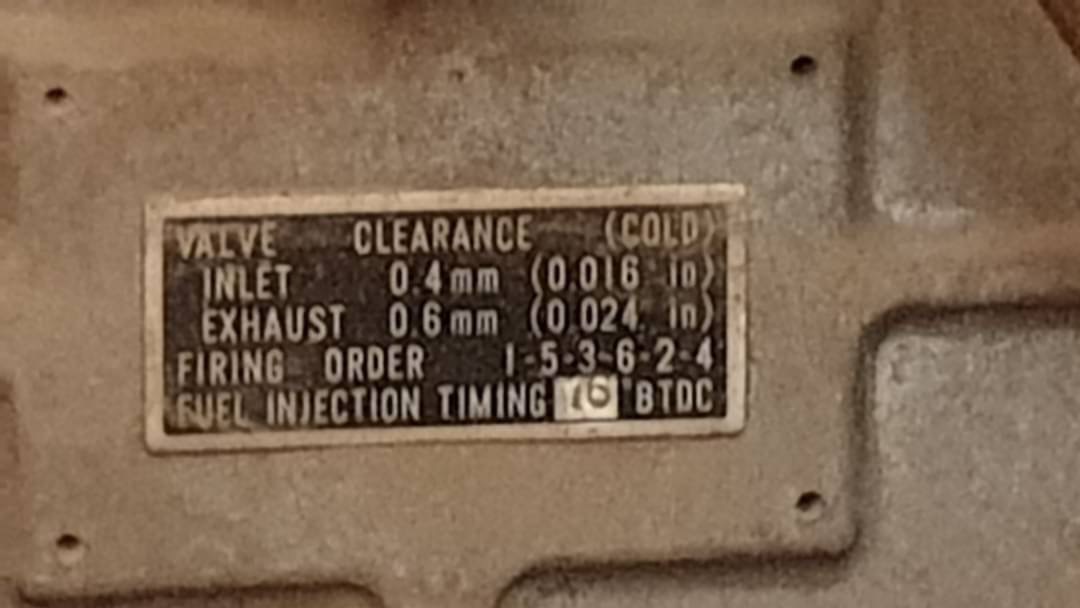 VALVE CLEARANCE (COLD)
INLET 0.4mm (0.016 in)
EXHAUST 0.6mm (0.024 in)
FIRING ORDER 1-5-3-6-2-4
FUEL INJECTION TIMING °BTDC